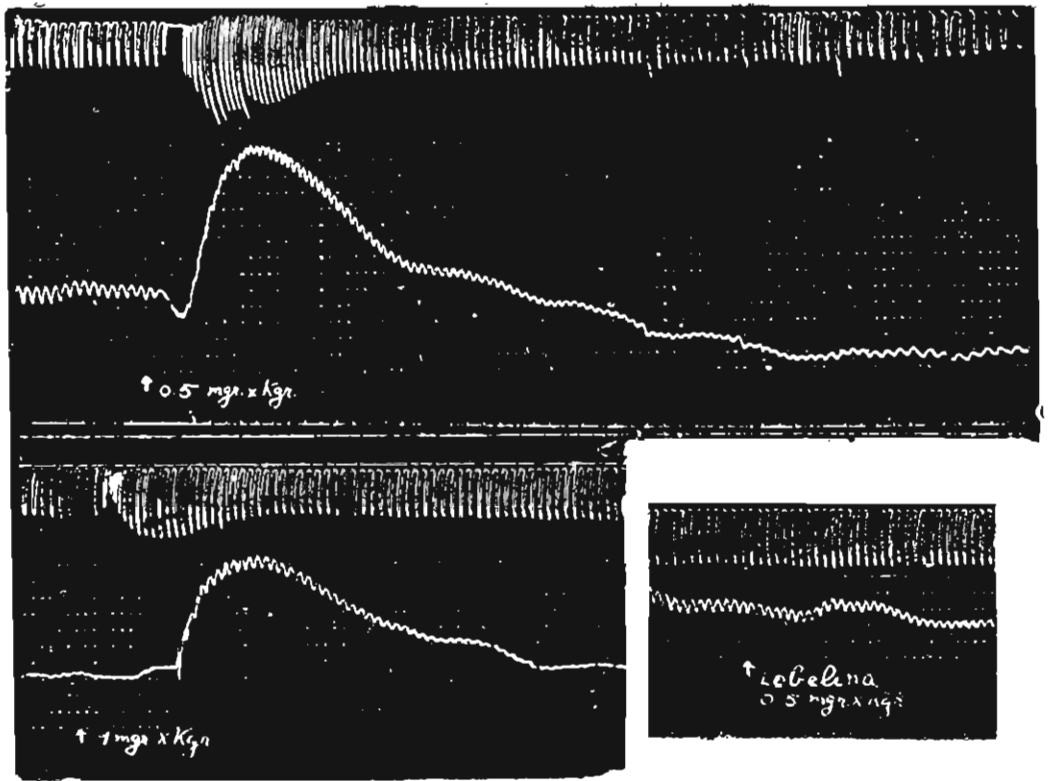 ↑ 0.5 mgr. x Kgr.
↑ 1 mgr x Kgr
↑ Lobelina
0 5 mgr. x Kgr.